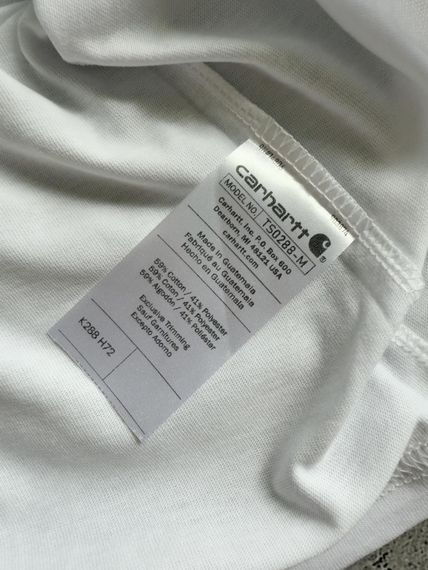 carhartt
MODEL NO. TS0288-M
Carhartt, Inc. P.O. Box 600
Dearborn, MI 48121 USA
carhartt.com
Made in Guatemala
Fabriqué au Guatemala
Hecho en Guatemala
59% Cotton / 41% Polyester
59% Coton / 41% Polyester
59% Algodón / 41% Poliéster
Exclusive Trimming
Sauf Garnitures
Excepto Adorno
K288 H72